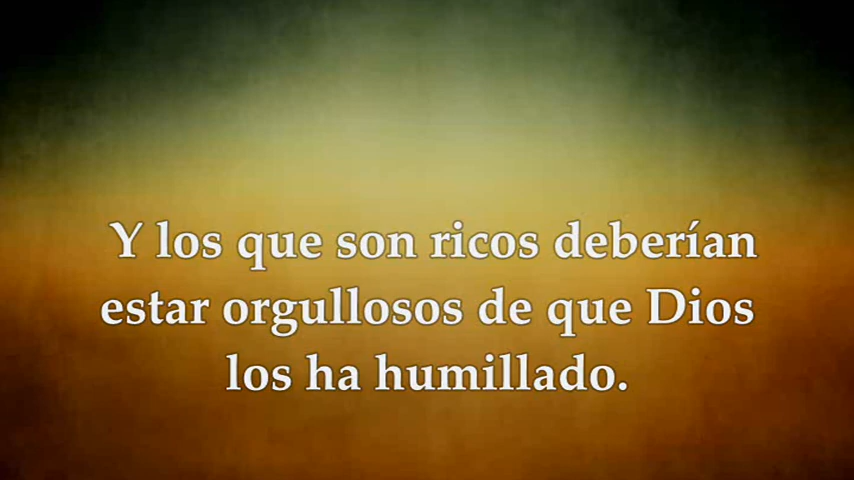 Y los que son ricos deberían
estar orgullosos de que Dios
los ha humillado.